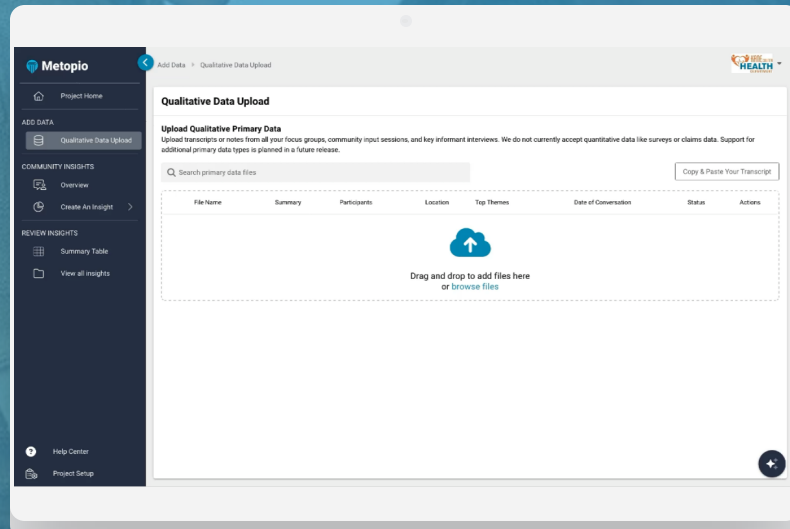 Metopio
Project Home
ADD DATA
Qualitative Data Upload
COMMUNITY INSIGHTS
Overview
Create An Insight
REVIEW INSIGHTS
Summary Table
View all insights
Help Center
Project Setup
Add Data > Qualitative Data Upload
HEALTH
Qualitative Data Upload
Upload Qualitative Primary Data
Upload transcripts or notes from all your focus groups, community input sessions, and key informant interviews. We do not currently accept quantitative data like surveys or claims data. Support for
additional primary data types is planned in a future release.
Search primary data files
Copy & Paste Your Transcript
File Name Summary Participants Location Top Themes Date of Conversation Status Actions
Drag and drop to add files here
or browse files